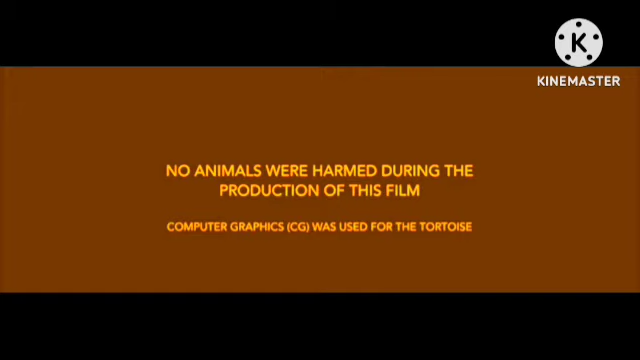 K
KINEMASTER
NO ANIMALS WERE HARMED DURING THE
PRODUCTION OF THIS FILM
COMPUTER GRAPHICS (CG) WAS USED FOR THE TORTOISE